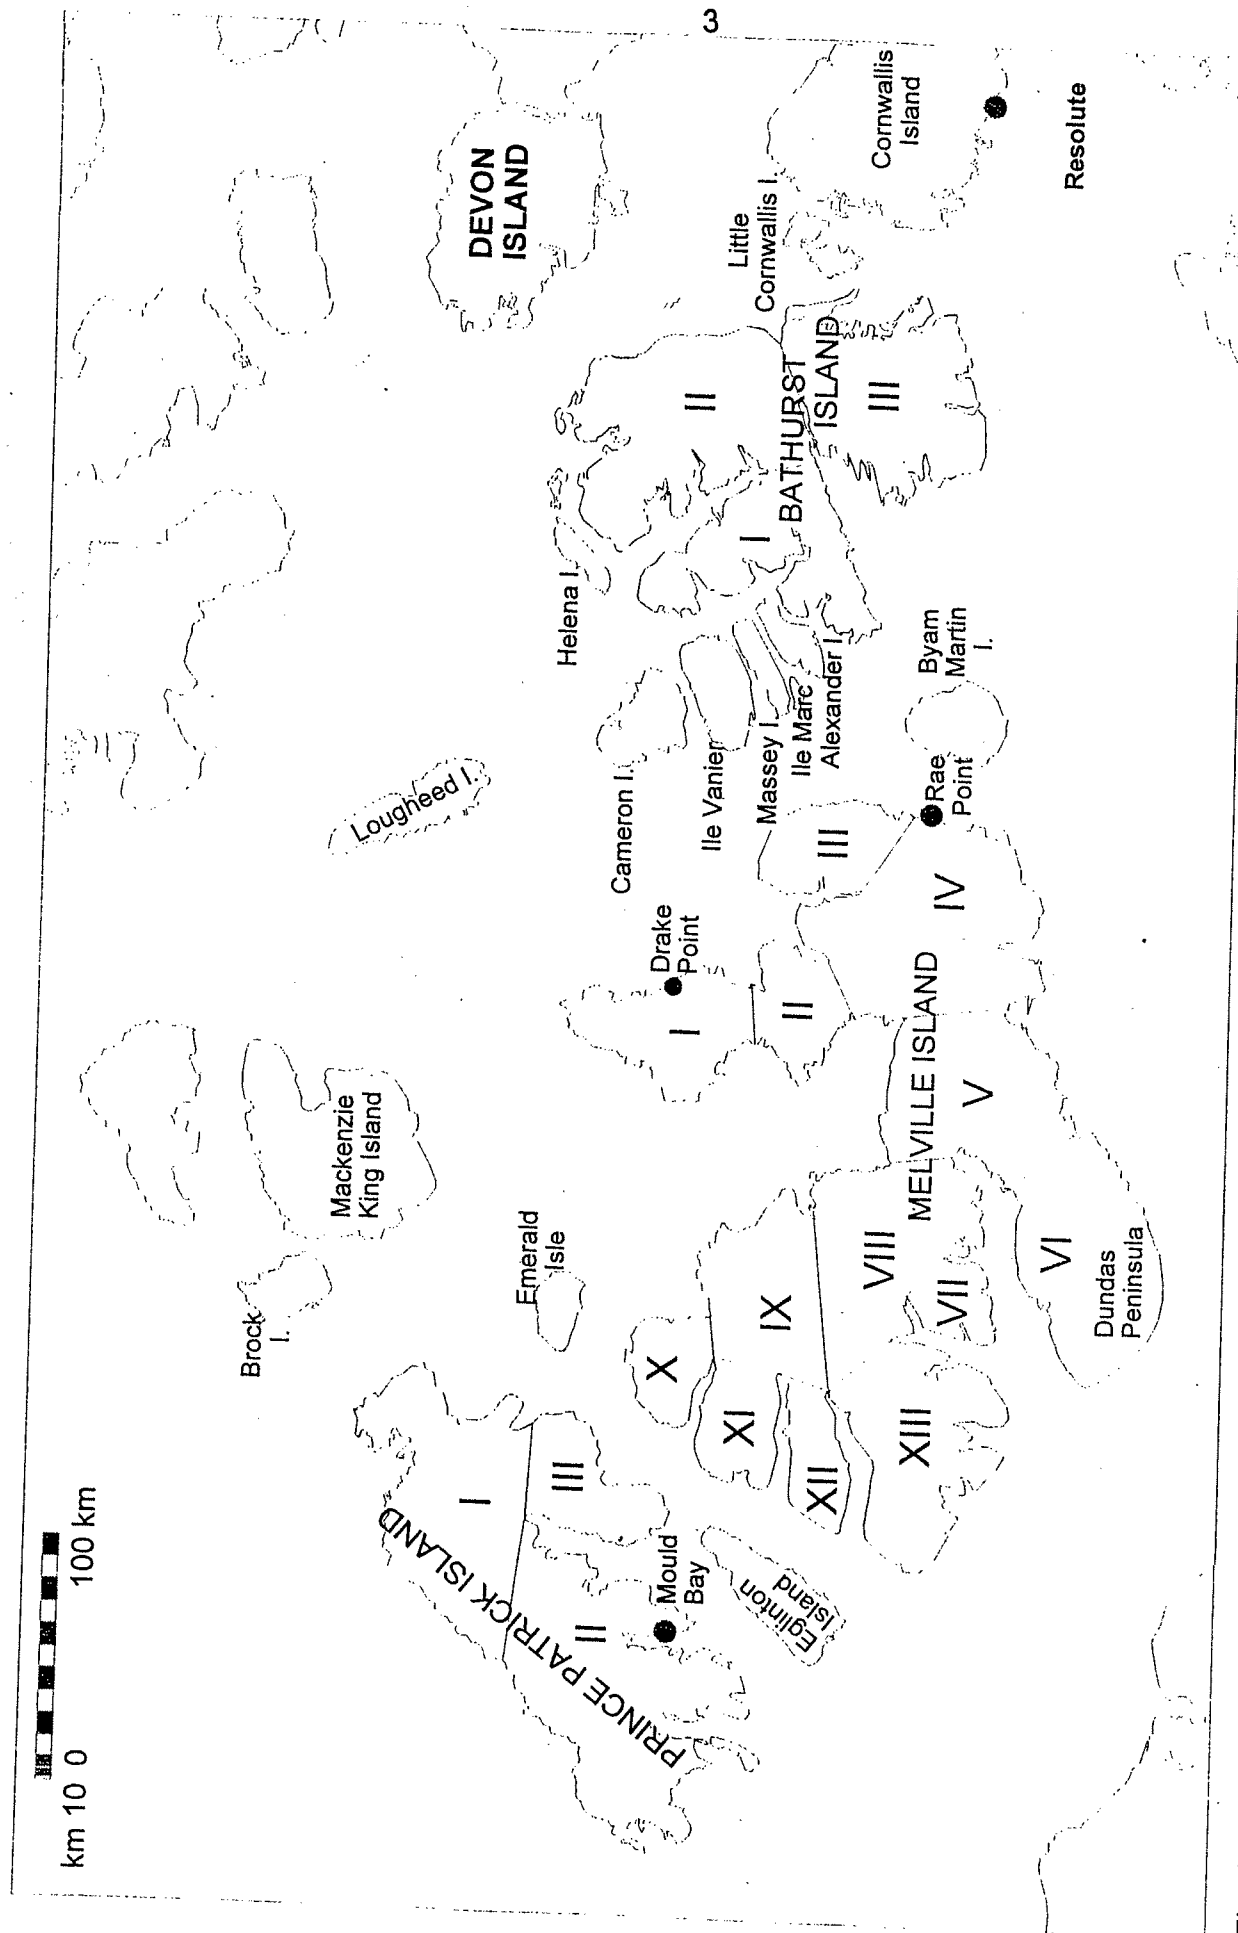 3
km 10 0
100 km
Brock
I.
Mackenzie
King Island
Lougheed I.
DEVON
ISLAND
PRINCE PATRICK ISLAND
I
II
III
Mould
Bay
Emerald
Isle
Eglinton
Island
Drake
Point
Cameron I.
Helena I.
Ile Vanier
Massey I.
Ile Marc
Alexander I.
BATHURST
ISLAND
I
II
III
Little
Cornwallis I.
Cornwallis
Island
Resolute
Byam
Martin
I.
Rae
Point
MELVILLE ISLAND
I
II
III
IV
V
VI
VII
VIII
IX
X
XI
XII
XIII
Dundas
Peninsula